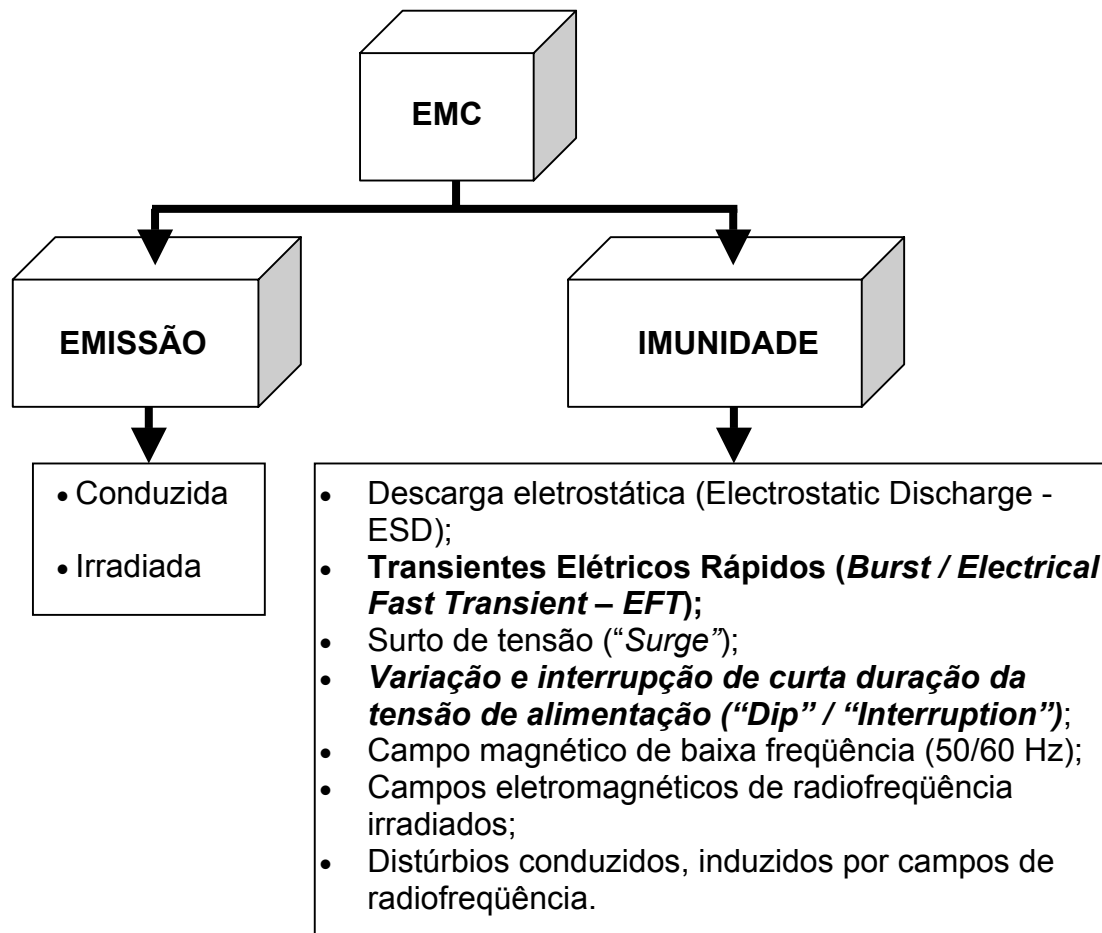 EMC
EMISSÃO
IMUNIDADE
• Conduzida
• Irradiada
• Descarga eletrostática (Electrostatic Discharge -
ESD);
• Transientes Elétricos Rápidos (Burst / Electrical
Fast Transient – EFT);
• Surto de tensão (“Surge”);
• Variação e interrupção de curta duração da
tensão de alimentação (“Dip” / “Interruption”);
• Campo magnético de baixa freqüência (50/60 Hz);
• Campos eletromagnéticos de radiofreqüência
irradiados;
• Distúrbios conduzidos, induzidos por campos de
radiofreqüência.